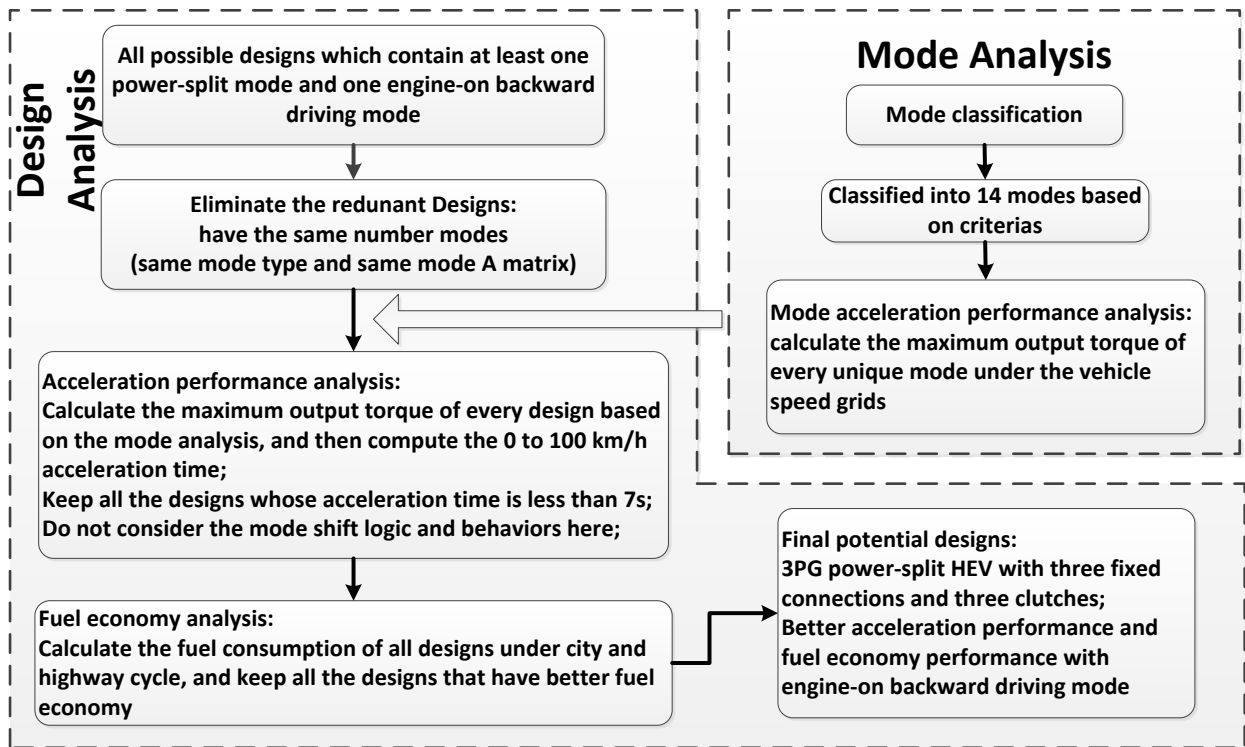 Design
Analysis
All possible designs which contain at least one
power-split mode and one engine-on backward
driving mode
Eliminate the redunant Designs:
have the same number modes
(same mode type and same mode A matrix)
Acceleration performance analysis:
Calculate the maximum output torque of every design based
on the mode analysis, and then compute the 0 to 100 km/h
acceleration time;
Keep all the designs whose acceleration time is less than 7s;
Do not consider the mode shift logic and behaviors here;
Fuel economy analysis:
Calculate the fuel consumption of all designs under city and
highway cycle, and keep all the designs that have better fuel
economy
Mode Analysis
Mode classification
Classified into 14 modes based
on criterias
Mode acceleration performance analysis:
calculate the maximum output torque of
every unique mode under the vehicle
speed grids
Final potential designs:
3PG power-split HEV with three fixed
connections and three clutches;
Better acceleration performance and
fuel economy performance with
engine-on backward driving mode